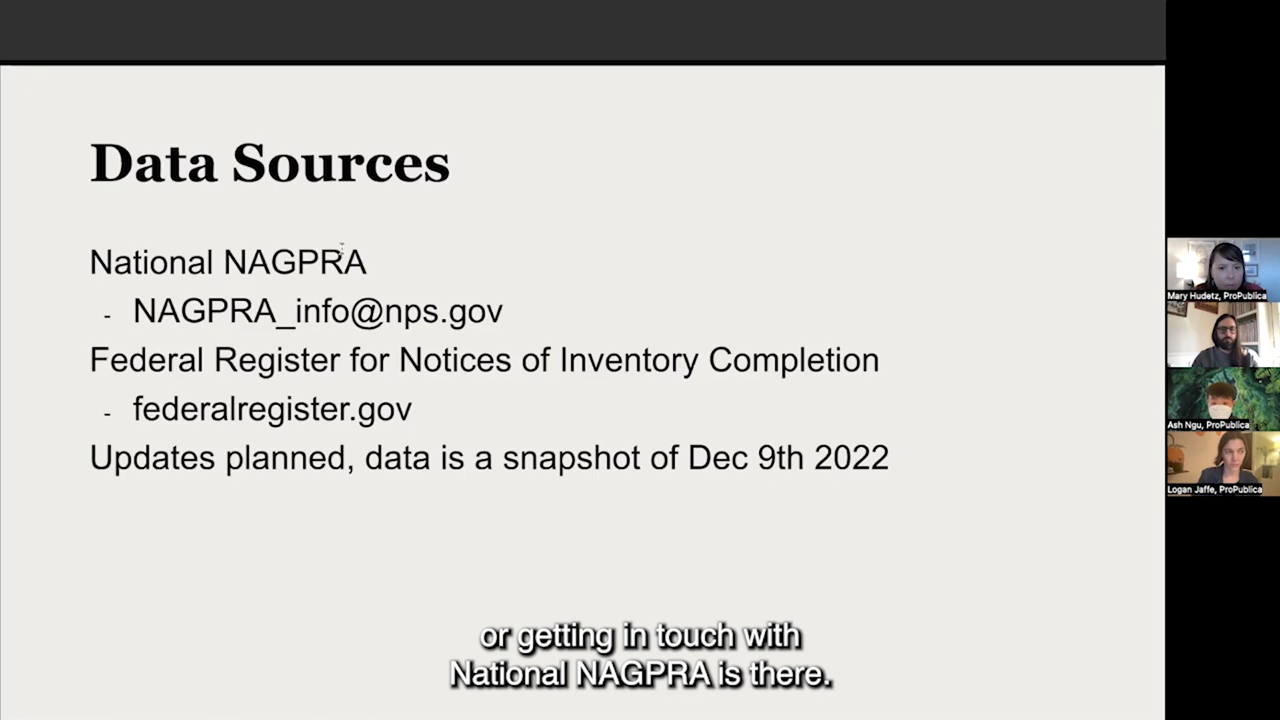 Data Sources
National NAGPRA
- NAGPRA_info@nps.gov
Federal Register for Notices of Inventory Completion
- federalregister.gov
Updates planned, data is a snapshot of Dec 9th 2022
Mary Hudetz, ProPublica
Ash Ngu, ProPublica
Logan Jaffe, ProPublica
or getting in touch with
National NAGPRA is there.